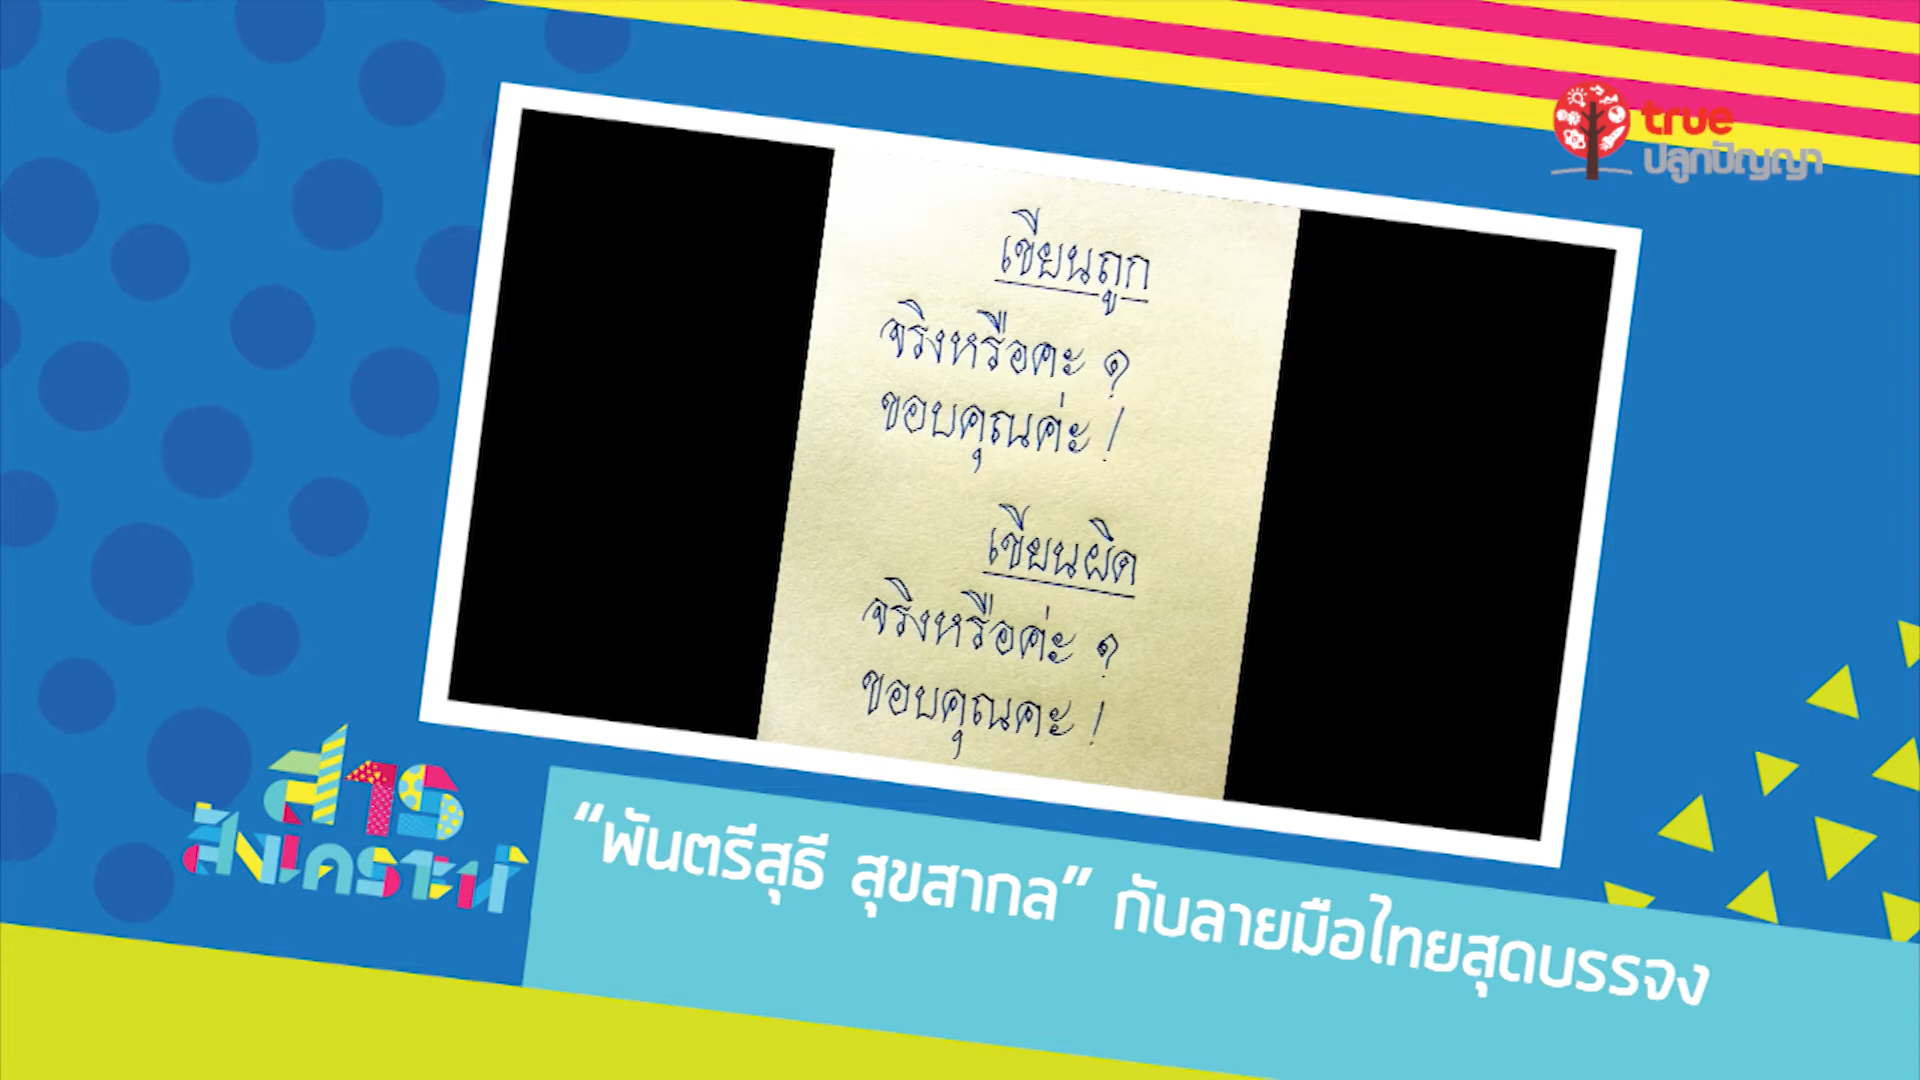 true
ปลูกปัญญา
เขียนถูก
จริงหรือคะ ?
ขอบคุณค่ะ !
เขียนผิด
จริงหรือค่ะ ?
ขอบคุณคะ !
สาร
สังเคราะห์
“พันตรีสุธี สุขสากล” กับลายมือไทยสุดบรรจง